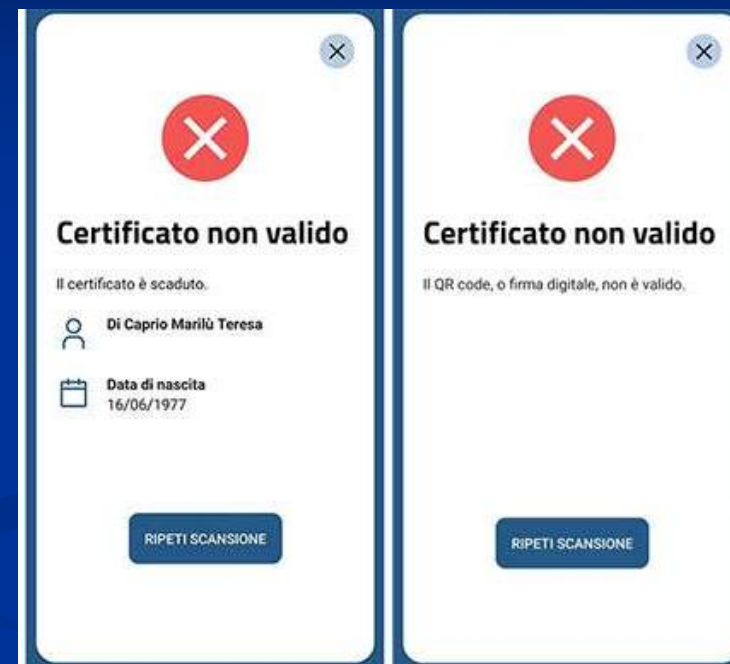 Certificato non valido
Il certificato è scaduto.
Di Caprio Marilù Teresa
Data di nascita
16/06/1977
RIPETI SCANSIONE
Certificato non valido
Il QR code, o firma digitale, non è valido.
RIPETI SCANSIONE